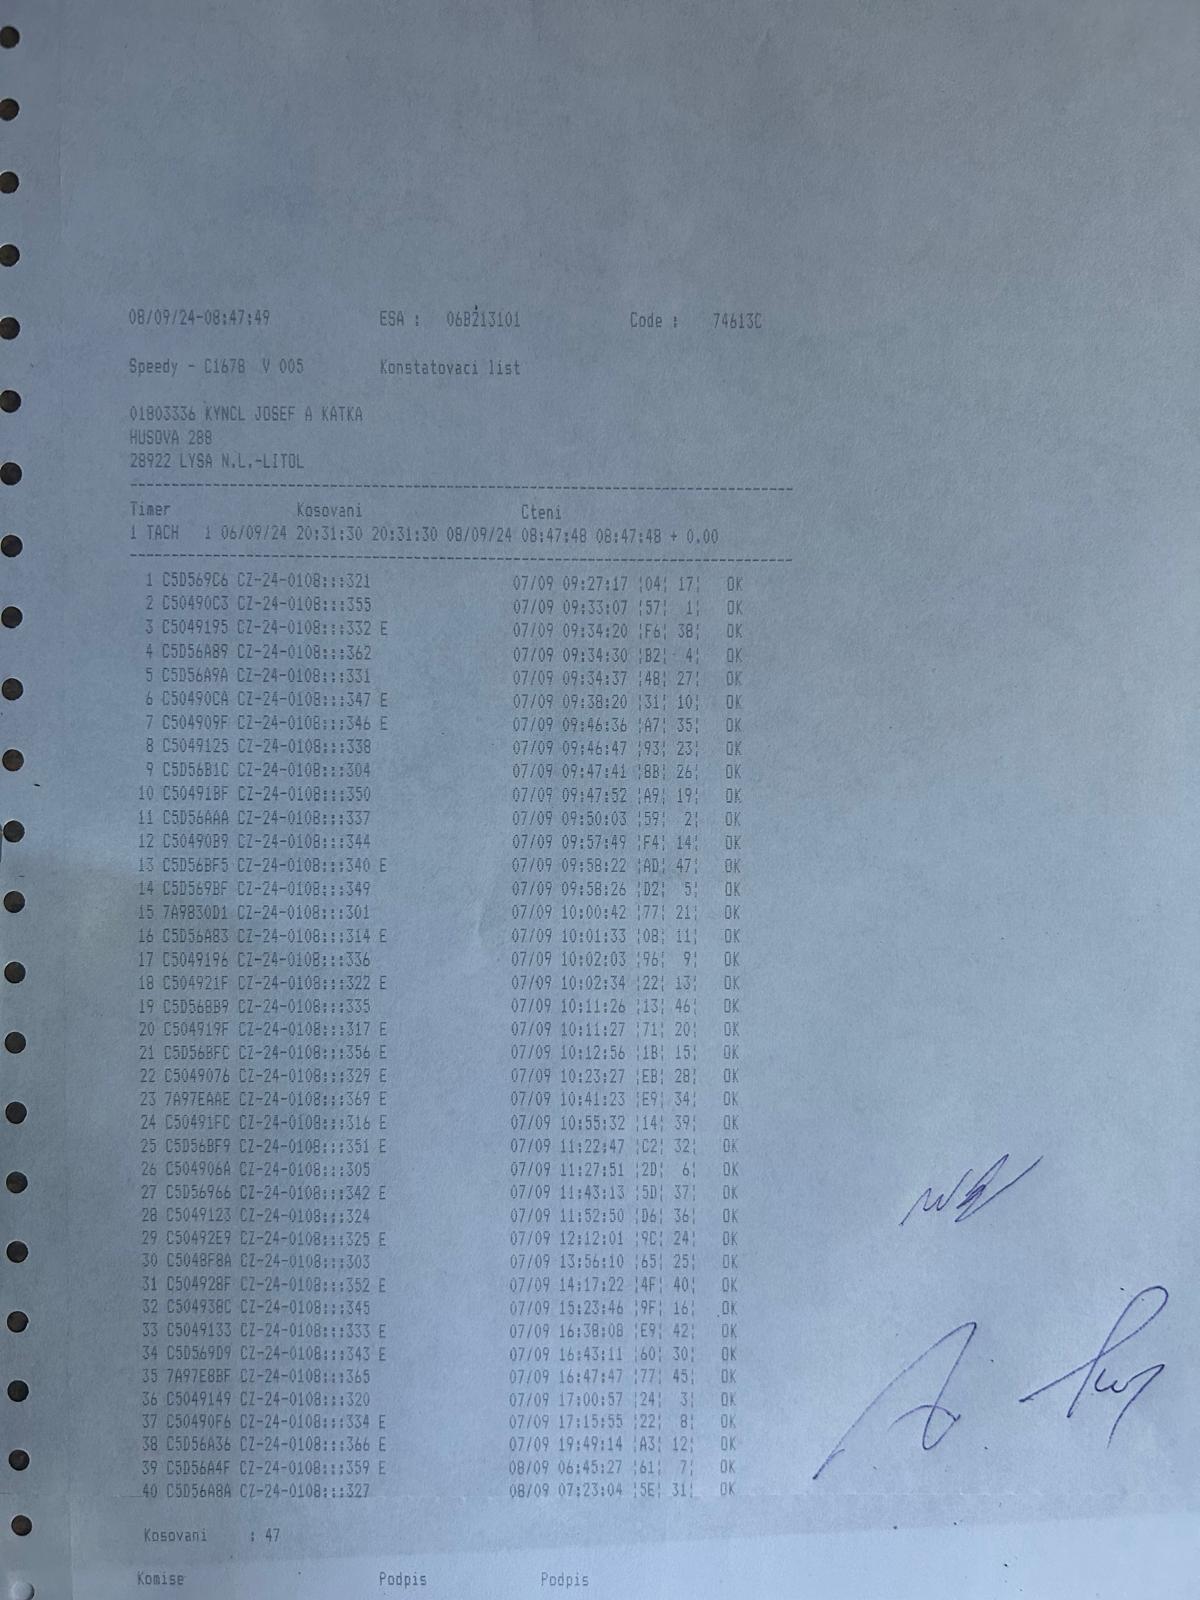 08/09/24-08:47:49 ESA : 06B213101 Code : 74613C
Speedy - C1678 V 005 Konstatovaci list
01803336 KYNCL JOSEF A KATKA
HUSOVA 288
28922 LYSA N.L.-LITOL
Timer Kosovani Cteni
1 TACH 1 06/09/24 20:31:30 20:31:30 08/09/24 08:47:48 08:47:48 + 0.00
1 C5D569C6 CZ-24-0108:::321 07/09 09:27:17 ¦04¦ 17¦ OK
2 C50490C3 CZ-24-0108:::355 07/09 09:33:07 ¦57¦ 1¦ OK
3 C5049195 CZ-24-0108:::332 E 07/09 09:34:20 ¦F6¦ 38¦ OK
4 C5D56A89 CZ-24-0108:::362 07/09 09:34:30 ¦B2¦ 4¦ OK
5 C5D56A9A CZ-24-0108:::331 07/09 09:34:37 ¦48¦ 27¦ OK
6 C50490CA CZ-24-0108:::347 E 07/09 09:38:20 ¦31¦ 10¦ OK
7 C504909F CZ-24-0108:::346 E 07/09 09:46:36 ¦A7¦ 35¦ OK
8 C5049125 CZ-24-0108:::338 07/09 09:46:47 ¦93¦ 23¦ OK
9 C5D56B1C CZ-24-0108:::304 07/09 09:47:41 ¦8B¦ 26¦ OK
10 C50491BF CZ-24-0108:::350 07/09 09:47:52 ¦A9¦ 19¦ OK
11 C5D56AAA CZ-24-0108:::337 07/09 09:50:03 ¦59¦ 2¦ OK
12 C50490B9 CZ-24-0108:::344 07/09 09:57:49 ¦F4¦ 14¦ OK
13 C5D56BF5 CZ-24-0108:::340 E 07/09 09:58:22 ¦AD¦ 47¦ OK
14 C5D569BF CZ-24-0108:::349 07/09 09:58:26 ¦D2¦ 5¦ OK
15 7A9830D1 CZ-24-0108:::301 07/09 10:00:42 ¦77¦ 21¦ OK
16 C5D56A83 CZ-24-0108:::314 E 07/09 10:01:33 ¦08¦ 11¦ OK
17 C5049196 CZ-24-0108:::336 07/09 10:02:03 ¦96¦ 9¦ OK
18 C504921F CZ-24-0108:::322 E 07/09 10:02:34 ¦22¦ 13¦ OK
19 C5D568B9 CZ-24-0108:::335 07/09 10:11:26 ¦13¦ 46¦ OK
20 C504919F CZ-24-0108:::317 E 07/09 10:11:27 ¦71¦ 20¦ OK
21 C5D56BFC CZ-24-0108:::356 E 07/09 10:12:56 ¦1B¦ 15¦ OK
22 C5049076 CZ-24-0108:::329 E 07/09 10:23:27 ¦EB¦ 28¦ OK
23 7A97EAAE CZ-24-0108:::369 E 07/09 10:41:23 ¦E9¦ 34¦ OK
24 C50491FC CZ-24-0108:::316 E 07/09 10:55:32 ¦14¦ 39¦ OK
25 C5D56BF9 CZ-24-0108:::351 E 07/09 11:22:47 ¦C2¦ 32¦ OK
26 C504906A CZ-24-0108:::305 07/09 11:27:51 ¦2D¦ 6¦ OK
27 C5D56966 CZ-24-0108:::342 E 07/09 11:43:13 ¦5D¦ 37¦ OK
28 C5049123 CZ-24-0108:::324 07/09 11:52:50 ¦D6¦ 36¦ OK
29 C50492E9 CZ-24-0108:::325 E 07/09 12:12:01 ¦9C¦ 24¦ OK
30 C5048F8A CZ-24-0108:::303 07/09 13:56:10 ¦65¦ 25¦ OK
31 C504928F CZ-24-0108:::352 E 07/09 14:17:22 ¦4F¦ 40¦ OK
32 C504938C CZ-24-0108:::345 07/09 15:23:46 ¦9F¦ 16¦ OK
33 C5049133 CZ-24-0108:::333 E 07/09 16:38:08 ¦E9¦ 42¦ OK
34 C5D569D9 CZ-24-0108:::343 E 07/09 16:43:11 ¦60¦ 30¦ OK
35 7A97E8BF CZ-24-0108:::365 07/09 16:47:47 ¦77¦ 45¦ OK
36 C5049149 CZ-24-0108:::320 07/09 17:00:57 ¦24¦ 3¦ OK
37 C50490F6 CZ-24-0108:::334 E 07/09 17:15:55 ¦22¦ 8¦ OK
38 C5D56A36 CZ-24-0108:::366 E 07/09 19:49:14 ¦A3¦ 12¦ OK
39 C5D56A4F CZ-24-0108:::359 E 08/09 06:45:27 ¦61¦ 7¦ OK
40 C5D56A8A CZ-24-0108:::327 08/09 07:23:04 ¦5E¦ 31¦ OK
Kosovani : 47
Komise Podpis Podpis